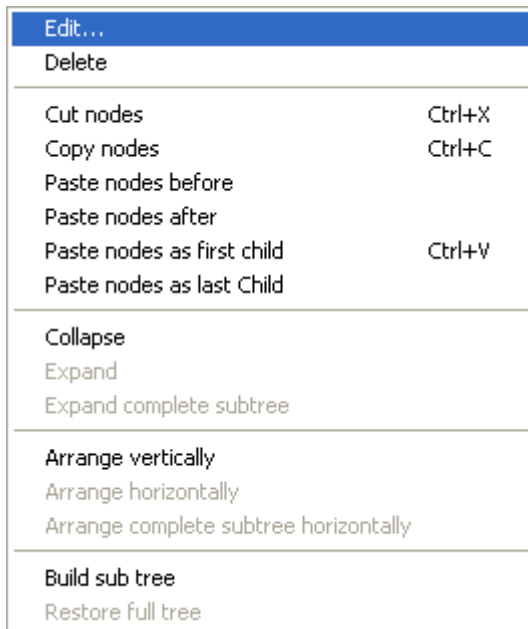 Edit...
Delete
Cut nodes Ctrl+X
Copy nodes Ctrl+C
Paste nodes before
Paste nodes after
Paste nodes as first child Ctrl+V
Paste nodes as last Child
Collapse
Expand
Expand complete subtree
Arrange vertically
Arrange horizontally
Arrange complete subtree horizontally
Build sub tree
Restore full tree